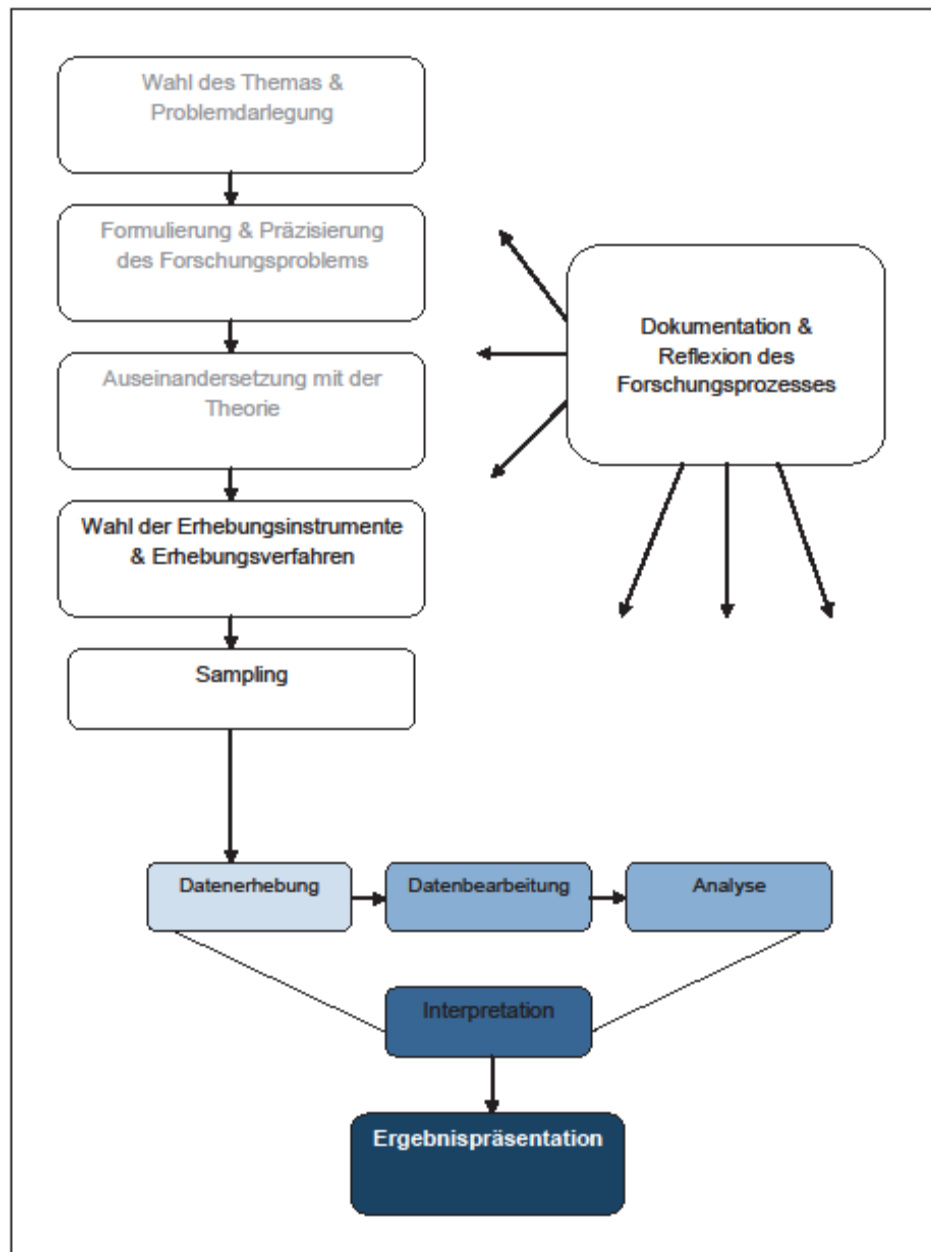 Wahl des Themas &
Problemdarlegung
Formulierung & Präzisierung
des Forschungsproblems
Auseinandersetzung mit der
Theorie
Wahl der Erhebungsinstrumente
& Erhebungsverfahren
Sampling
Dokumentation &
Reflexion des
Forschungsprozesses
Datenerhebung
Datenbearbeitung
Analyse
Interpretation
Ergebnispräsentation